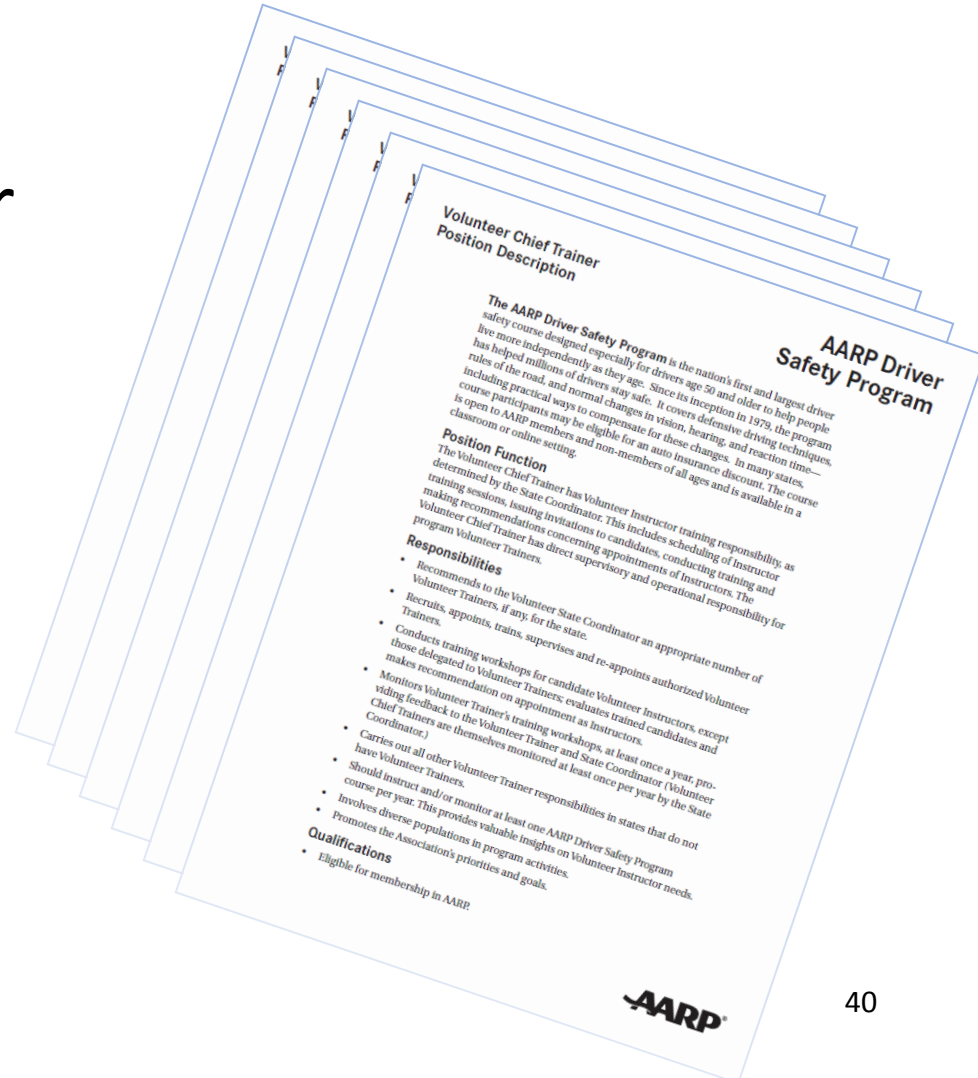 Volunteer Chief Trainer
Position Description
AARP Driver
Safety Program
The AARP Driver Safety Program is the nation's first and largest driver
safety course designed especially for drivers age 50 and older to help people
live more independently as they age. Since its inception in 1979, the program
has helped millions of drivers stay safe. It covers defensive driving techniques,
rules of the road, and normal changes in vision, hearing, and reaction time—
including practical ways to compensate for these changes. In many states,
course participants may be eligible for an auto insurance discount. The course
is open to AARP members and non-members of all ages and is available in a
classroom or online setting.
Position Function
The Volunteer Chief Trainer has Volunteer Instructor training responsibility, as
determined by the State Coordinator. This includes scheduling of Instructor
training sessions, issuing invitations to candidates, conducting training and
making recommendations concerning appointments of Instructors. The
Volunteer Chief Trainer has direct supervisory and operational responsibility for
program Volunteer Trainers.
Responsibilities
• Recommends to the Volunteer State Coordinator an appropriate number of
Volunteer Trainers, if any, for the state.
• Recruits, appoints, trains, supervises and re-appoints authorized Volunteer
Trainers.
• Conducts training workshops for candidate Volunteer Instructors, except
those delegated to Volunteer Trainers; evaluates trained candidates and
makes recommendation on appointment as Instructors.
• Monitors Volunteer Trainer's training workshops, at least once a year, pro-
viding feedback to the Volunteer Trainer and State Coordinator (Volunteer
Chief Trainers are themselves monitored at least once per year by the State
Coordinator.)
• Carries out all other Volunteer Trainer responsibilities in states that do not
have Volunteer Trainers.
• Should instruct and/or monitor at least one AARP Driver Safety Program
course per year. This provides valuable insights on Volunteer Instructor needs.
• Involves diverse populations in program activities.
• Promotes the Association's priorities and goals.
Qualifications
• Eligible for membership in AARP.
AARP®
40